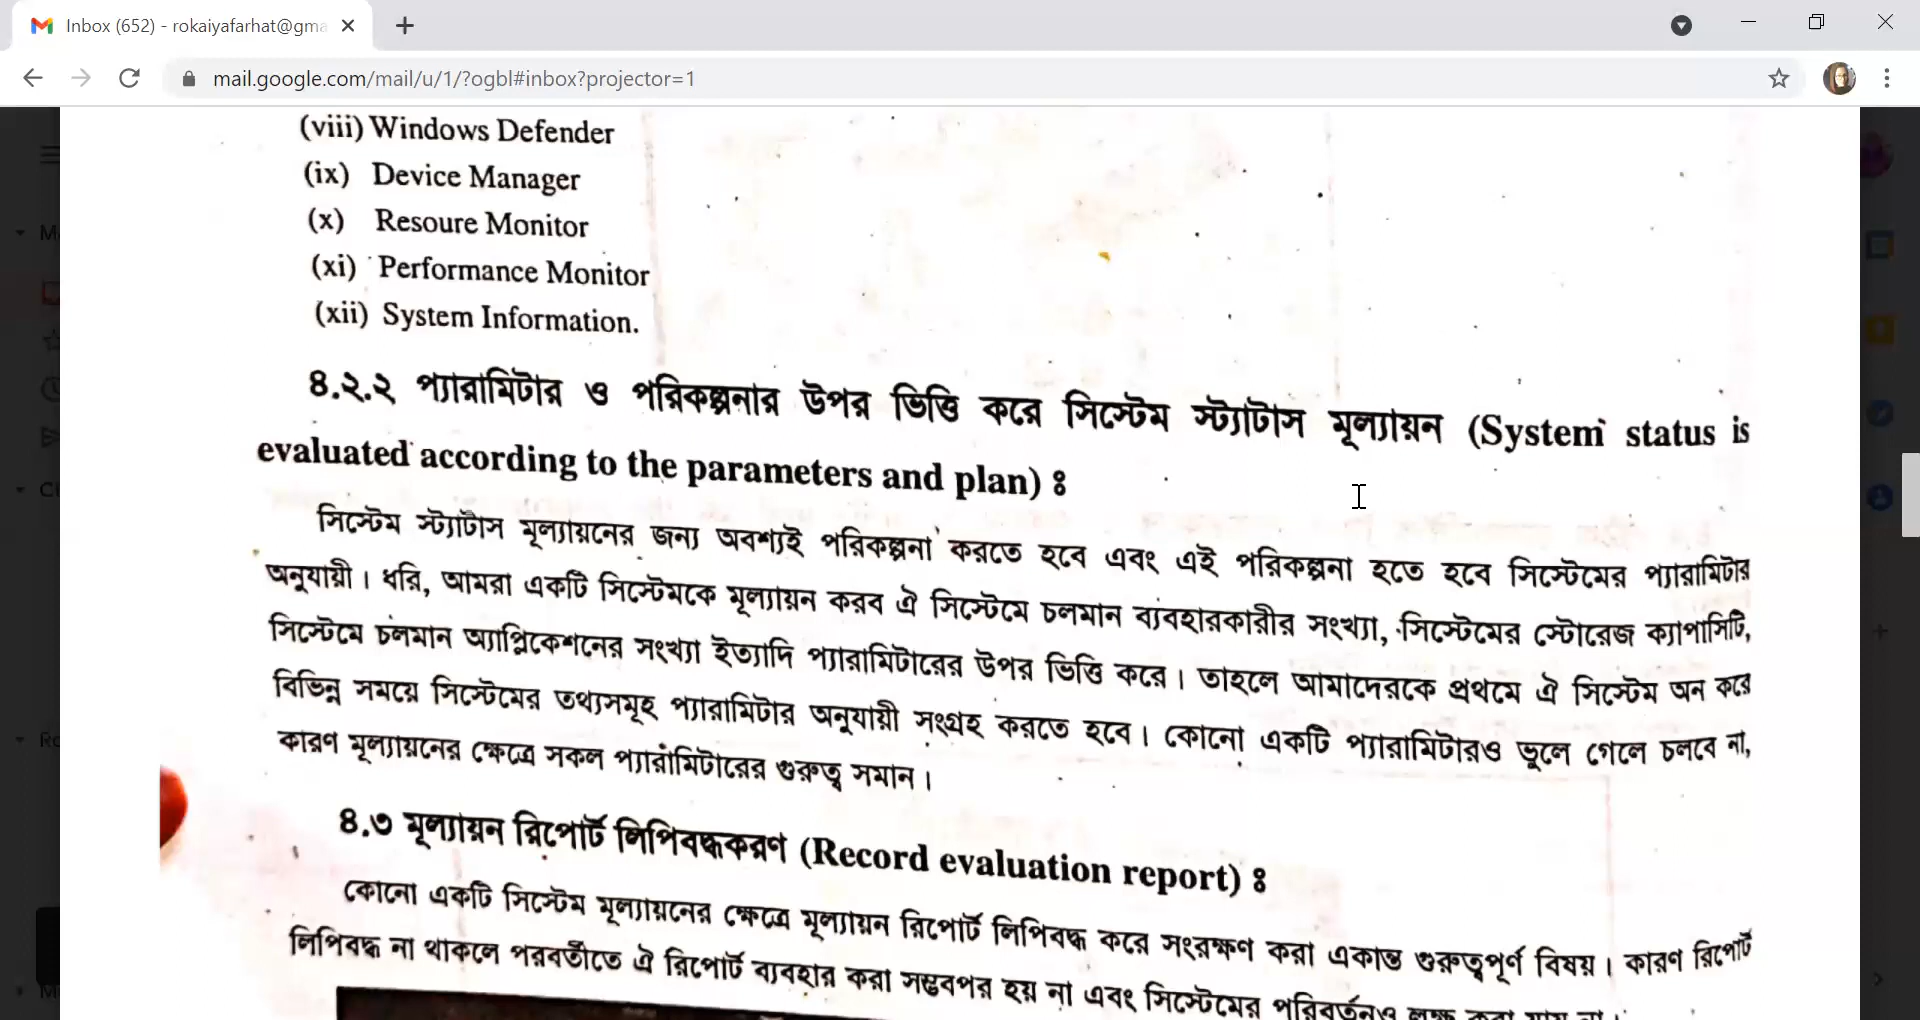 Inbox (652) - rokaiyafarhat@gma
mail.google.com/mail/u/1/?ogbl#inbox?projector=1
(viii) Windows Defender
(ix) Device Manager
(x) Resoure Monitor
(xi) Performance Monitor
(xii) System Information.
৪.২.২ প্যারামিটার ও পরিকল্পনার উপর ভিত্তি করে সিস্টেম স্ট্যাটাস মূল্যায়ন (System status is
evaluated according to the parameters and plan) ঃ
সিস্টেম স্ট্যাটাস মূল্যায়নের জন্য অবশ্যই পরিকল্পনা করতে হবে এবং এই পরিকল্পনা হতে হবে সিস্টেমের প্যারামিটার
অনুযায়ী। ধরি, আমরা একটি সিস্টেমকে মূল্যায়ন করব ঐ সিস্টেমে চলমান ব্যবহারকারীর সংখ্যা, সিস্টেমের স্টোরেজ ক্যাপাসিটি,
সিস্টেমে চলমান অ্যাপ্লিকেশনের সংখ্যা ইত্যাদি প্যারামিটারের উপর ভিত্তি করে। তাহলে আমাদেরকে প্রথমে ঐ সিস্টেম অন করে
বিভিন্ন সময়ে সিস্টেমের তথ্যসমূহ প্যারামিটার অনুযায়ী সংগ্রহ করতে হবে। কোনো একটি প্যারামিটারও ভুলে গেলে চলবে না,
কারণ মূল্যায়নের ক্ষেত্রে সকল প্যারামিটারের গুরুত্ব সমান।
৪.৩ মূল্যায়ন রিপোর্ট লিপিবদ্ধকরণ (Record evaluation report) ঃ
কোনো একটি সিস্টেম মূল্যায়নের ক্ষেত্রে মূল্যায়ন রিপোর্ট লিপিবদ্ধ করে সংরক্ষণ করা একান্ত গুরুত্বপূর্ণ বিষয়। কারণ রিপোর্ট
লিপিবদ্ধ না থাকলে পরবর্তীতে ঐ রিপোর্ট ব্যবহার করা সম্ভবপর হয় না এবং সিস্টেমের পরিবর্তনও লক্ষ করা যায় না।